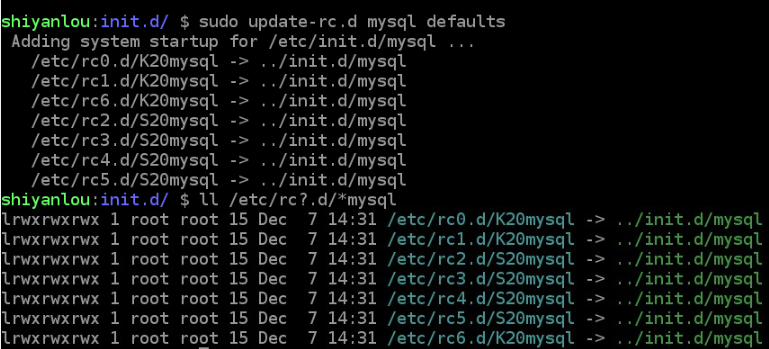 shiyanlou:init.d/ $ sudo update-rc.d mysql defaults
 Adding system startup for /etc/init.d/mysql ...
   /etc/rc0.d/K20mysql -> ../init.d/mysql
   /etc/rc1.d/K20mysql -> ../init.d/mysql
   /etc/rc6.d/K20mysql -> ../init.d/mysql
   /etc/rc2.d/S20mysql -> ../init.d/mysql
   /etc/rc3.d/S20mysql -> ../init.d/mysql
   /etc/rc4.d/S20mysql -> ../init.d/mysql
   /etc/rc5.d/S20mysql -> ../init.d/mysql
shiyanlou:init.d/ $ ll /etc/rc?.d/*mysql
lrwxrwxrwx 1 root root 15 Dec  7 14:31 /etc/rc0.d/K20mysql -> ../init.d/mysql
lrwxrwxrwx 1 root root 15 Dec  7 14:31 /etc/rc1.d/K20mysql -> ../init.d/mysql
lrwxrwxrwx 1 root root 15 Dec  7 14:31 /etc/rc2.d/S20mysql -> ../init.d/mysql
lrwxrwxrwx 1 root root 15 Dec  7 14:31 /etc/rc3.d/S20mysql -> ../init.d/mysql
lrwxrwxrwx 1 root root 15 Dec  7 14:31 /etc/rc4.d/S20mysql -> ../init.d/mysql
lrwxrwxrwx 1 root root 15 Dec  7 14:31 /etc/rc5.d/S20mysql -> ../init.d/mysql
lrwxrwxrwx 1 root root 15 Dec  7 14:31 /etc/rc6.d/K20mysql -> ../init.d/mysql